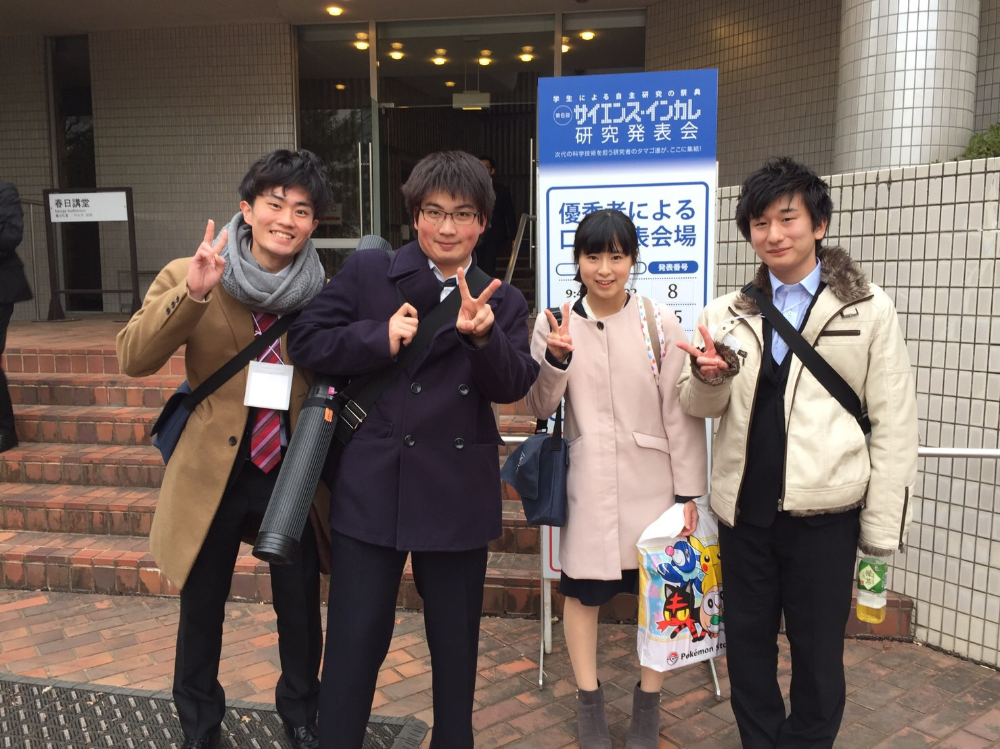 学生による自主研究の祭典
第6回
サイエンス・インカレ
研究発表会
次代の科学技術を担う研究者のタマゴ達が、ここに集結!
優秀者による
口
表会場
発表番号
9:4
8
5
春日講堂
Kasuga Auditorium
Pokémon Sto